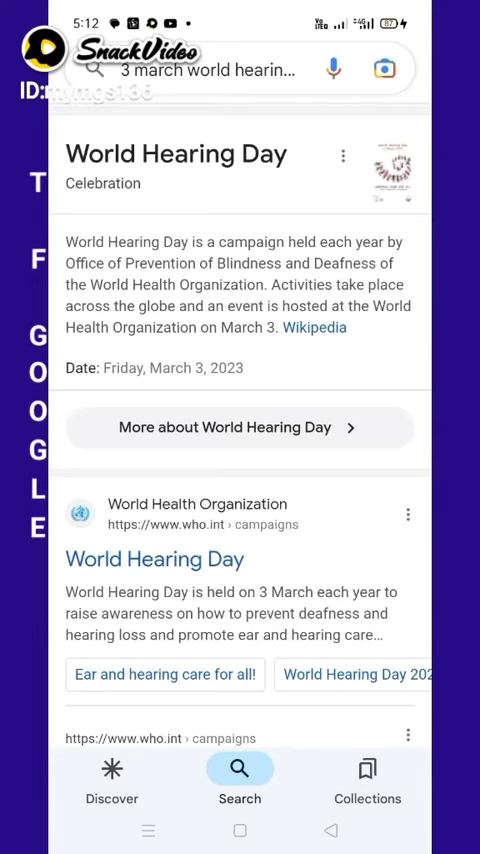 5:12
87
SnackVideo
ID:mymgs136
3 march world hearin...
World Hearing Day
Celebration
World Hearing Day is a campaign held each year by
Office of Prevention of Blindness and Deafness of
the World Health Organization. Activities take place
across the globe and an event is hosted at the World
Health Organization on March 3. Wikipedia
Date: Friday, March 3, 2023
More about World Hearing Day
World Health Organization
https://www.who.int › campaigns
World Hearing Day
World Hearing Day is held on 3 March each year to
raise awareness on how to prevent deafness and
hearing loss and promote ear and hearing care...
Ear and hearing care for all!
World Hearing Day 202
https://www.who.int › campaigns
Discover
Search
Collections
T
F
G
O
O
G
L
E